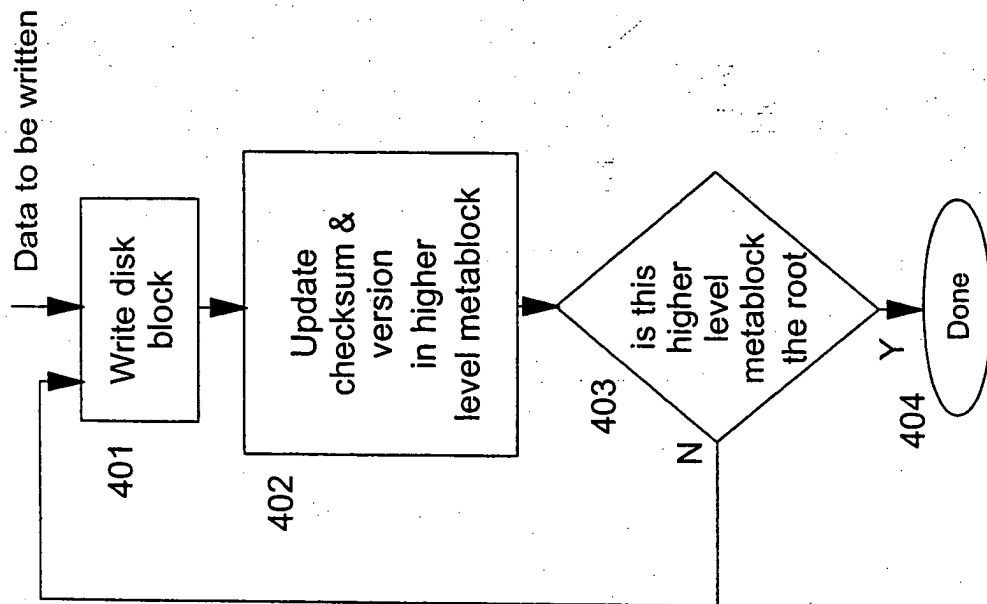 Data to be written
Write disk
block
401
Update
checksum &
version
in higher
level metablock
402
is this
higher
level
metablock
the root
403
N
Y
Done
404